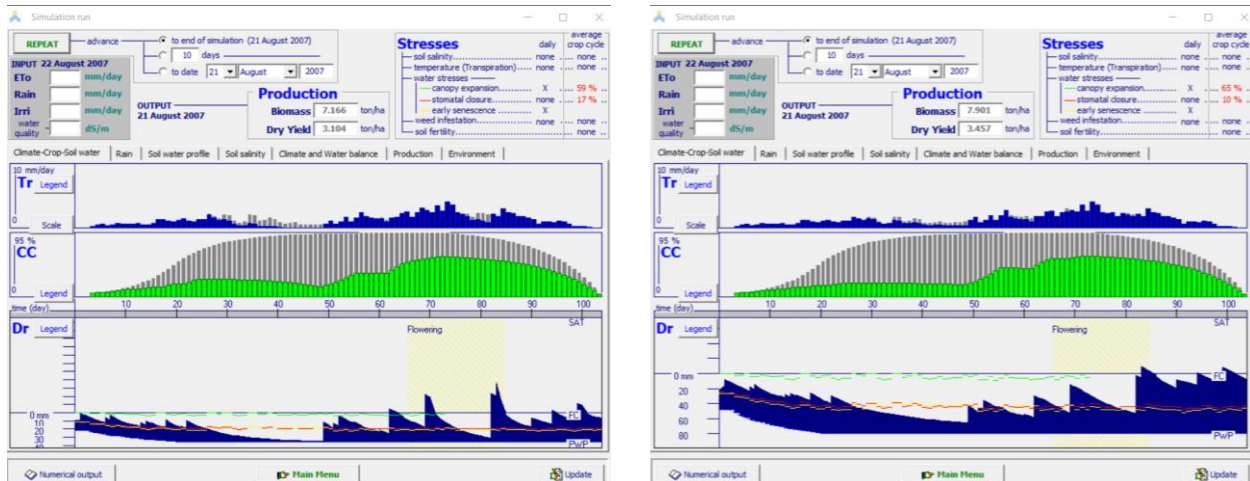 Simulation run
REPEAT
advance
to end of simulation (21 August 2007)
10 days
to date 21 August 2007
INPUT 22 August 2007
ETo mm/day
Rain mm/day
Irri mm/day
water quality dS/m
OUTPUT
21 August 2007
Production
Biomass 7.166 ton/ha
Dry Yield 3.104 ton/ha
Stresses daily average crop cycle
soil salinity none none
temperature (Transpiration) none none
water stresses
canopy expansion X 59 %
stomatal closure none 17 %
early senescence X
weed infestation none
soil fertility none
Climate-Crop-Soil water Rain Soil water profile Soil salinity Climate and Water balance Production Environment
10 mm/day
Tr Legend
0
Scale
95 %
CC
0
Legend
time (day) 10 20 30 40 50 60 70 80 90 100
Dr Legend
Flowering
SAT
0 mm
FC
10
20
30
40
PWP
Numerical output
Main Menu
Update
Simulation run
REPEAT
advance
to end of simulation (21 August 2007)
10 days
to date 21 August 2007
INPUT 22 August 2007
ETo mm/day
Rain mm/day
Irri mm/day
water quality dS/m
OUTPUT
21 August 2007
Production
Biomass 7.901 ton/ha
Dry Yield 3.457 ton/ha
Stresses daily average crop cycle
soil salinity none none
temperature (Transpiration) none none
water stresses
canopy expansion X 65 %
stomatal closure none 10 %
early senescence X
weed infestation none
soil fertility none
Climate-Crop-Soil water Rain Soil water profile Soil salinity Climate and Water balance Production Environment
10 mm/day
Tr Legend
0
Scale
95 %
CC
0
Legend
time (day) 10 20 30 40 50 60 70 80 90 100
Dr Legend
Flowering
SAT
0 mm
FC
20
40
60
80
PWP
Numerical output
Main Menu
Update